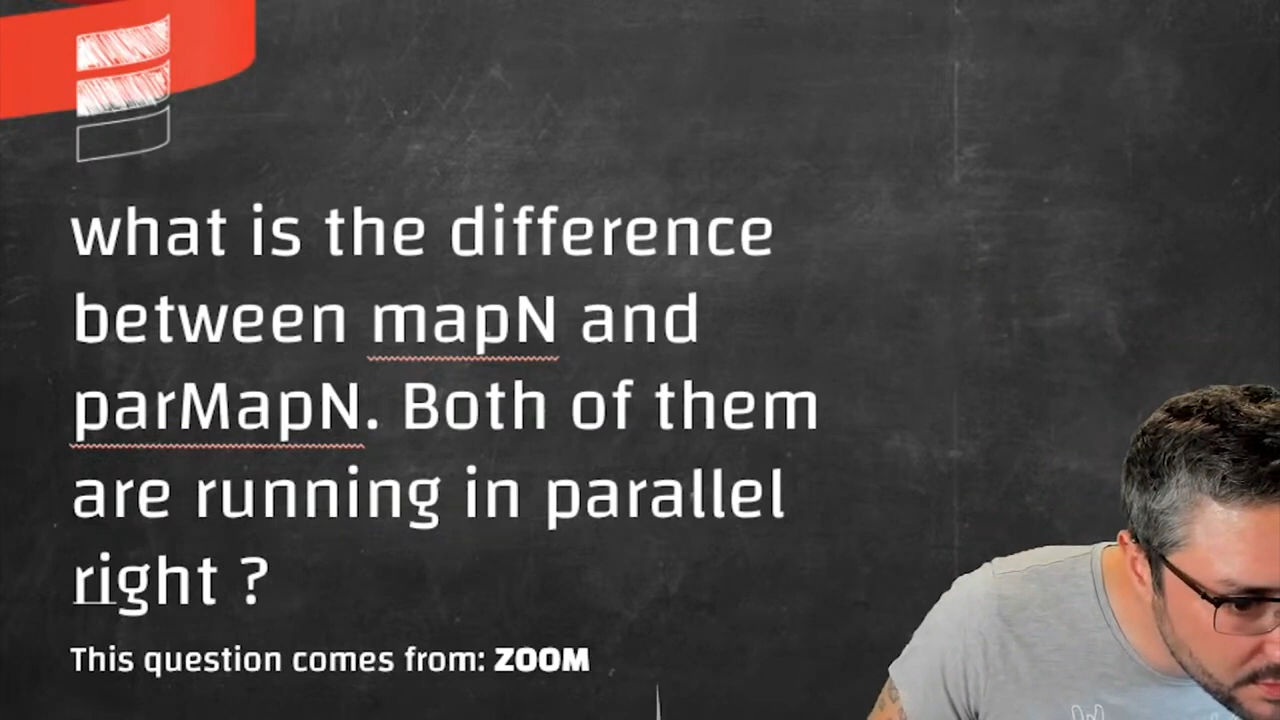 what is the difference
between mapN and
parMapN. Both of them
are running in parallel
right ?
This question comes from: ZOOM